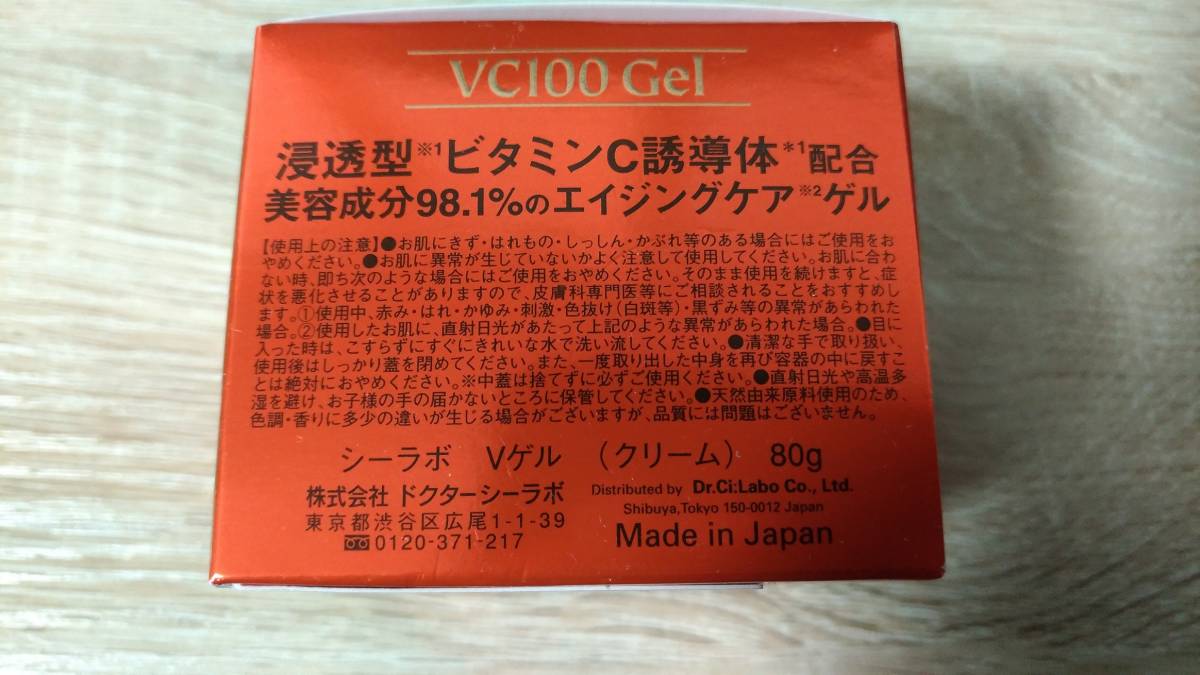 VC100 Gel
浸透型※1ビタミンC誘導体*1配合
美容成分98.1%のエイジングケア※2ゲル
【使用上の注意】●お肌にきず・はれもの・しっしん・かぶれ等のある場合にはご使用をお
やめください。●お肌に異常が生じていないかよく注意して使用してください。お肌に合わ
ない時、即ち次のような場合にはご使用をおやめください。そのまま使用を続けますと、症
状を悪化させることがありますので、皮膚科専門医等にご相談されることをおすすめし
ます。①使用中、赤み・はれ・かゆみ・刺激・色抜け(白斑等)・黒ずみ等の異常があらわれた
場合。②使用したお肌に、直射日光があたって上記のような異常があらわれた場合。●目に
入った時は、こすらずにすぐにきれいな水で洗い流してください。●清潔な手で取り扱い、
使用後はしっかり蓋を閉めてください。また、一度取り出した中身を再び容器の中に戻すこ
とは絶対におやめください。※中蓋は捨てずに必ずご使用ください。●直射日光や高温多
湿を避け、お子様の手の届かないところに保管してください。●天然由来原料使用のため、
色調・香りに多少の違いが生じる場合がございますが、品質には問題はございません。
シーラボ Vゲル (クリーム) 80g
株式会社 ドクターシーラボ
東京都渋谷区広尾1-1-39
0120-371-217
Distributed by Dr.Ci:Labo Co., Ltd.
Shibuya,Tokyo 150-0012 Japan
Made in Japan